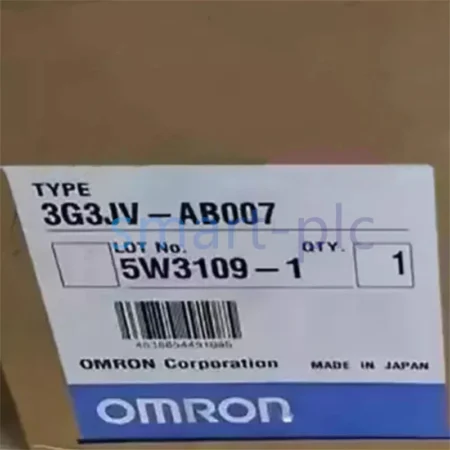 TYPE
3G3JV-AB007
smart-plc
LOT No. QTY.
5W3109-1 1
OMRON Corporation MADE IN JAPAN
OMRON